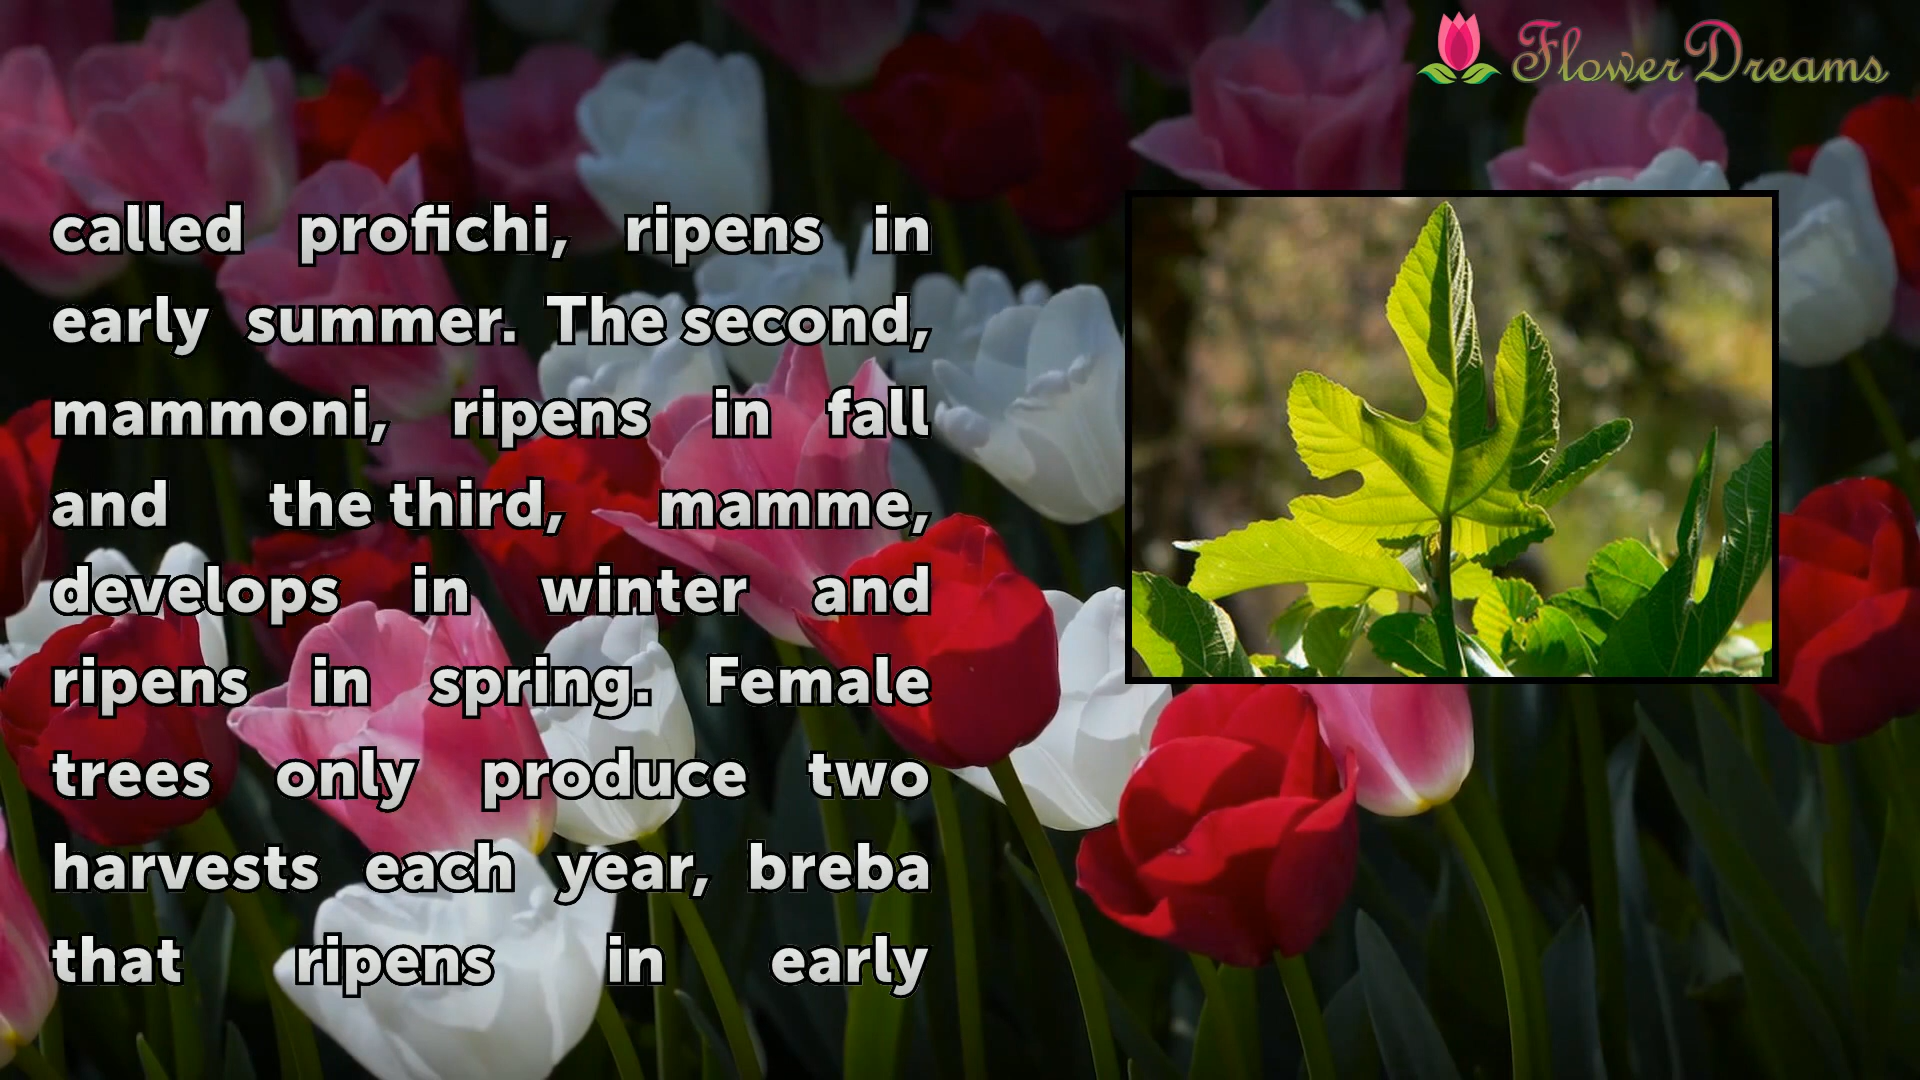 FlowerDreams
called profichi, ripens in
early summer. The second,
mammoni, ripens in fall
and the third, mamme,
develops in winter and
ripens in spring. Female
trees only produce two
harvests each year, breba
that ripens in early